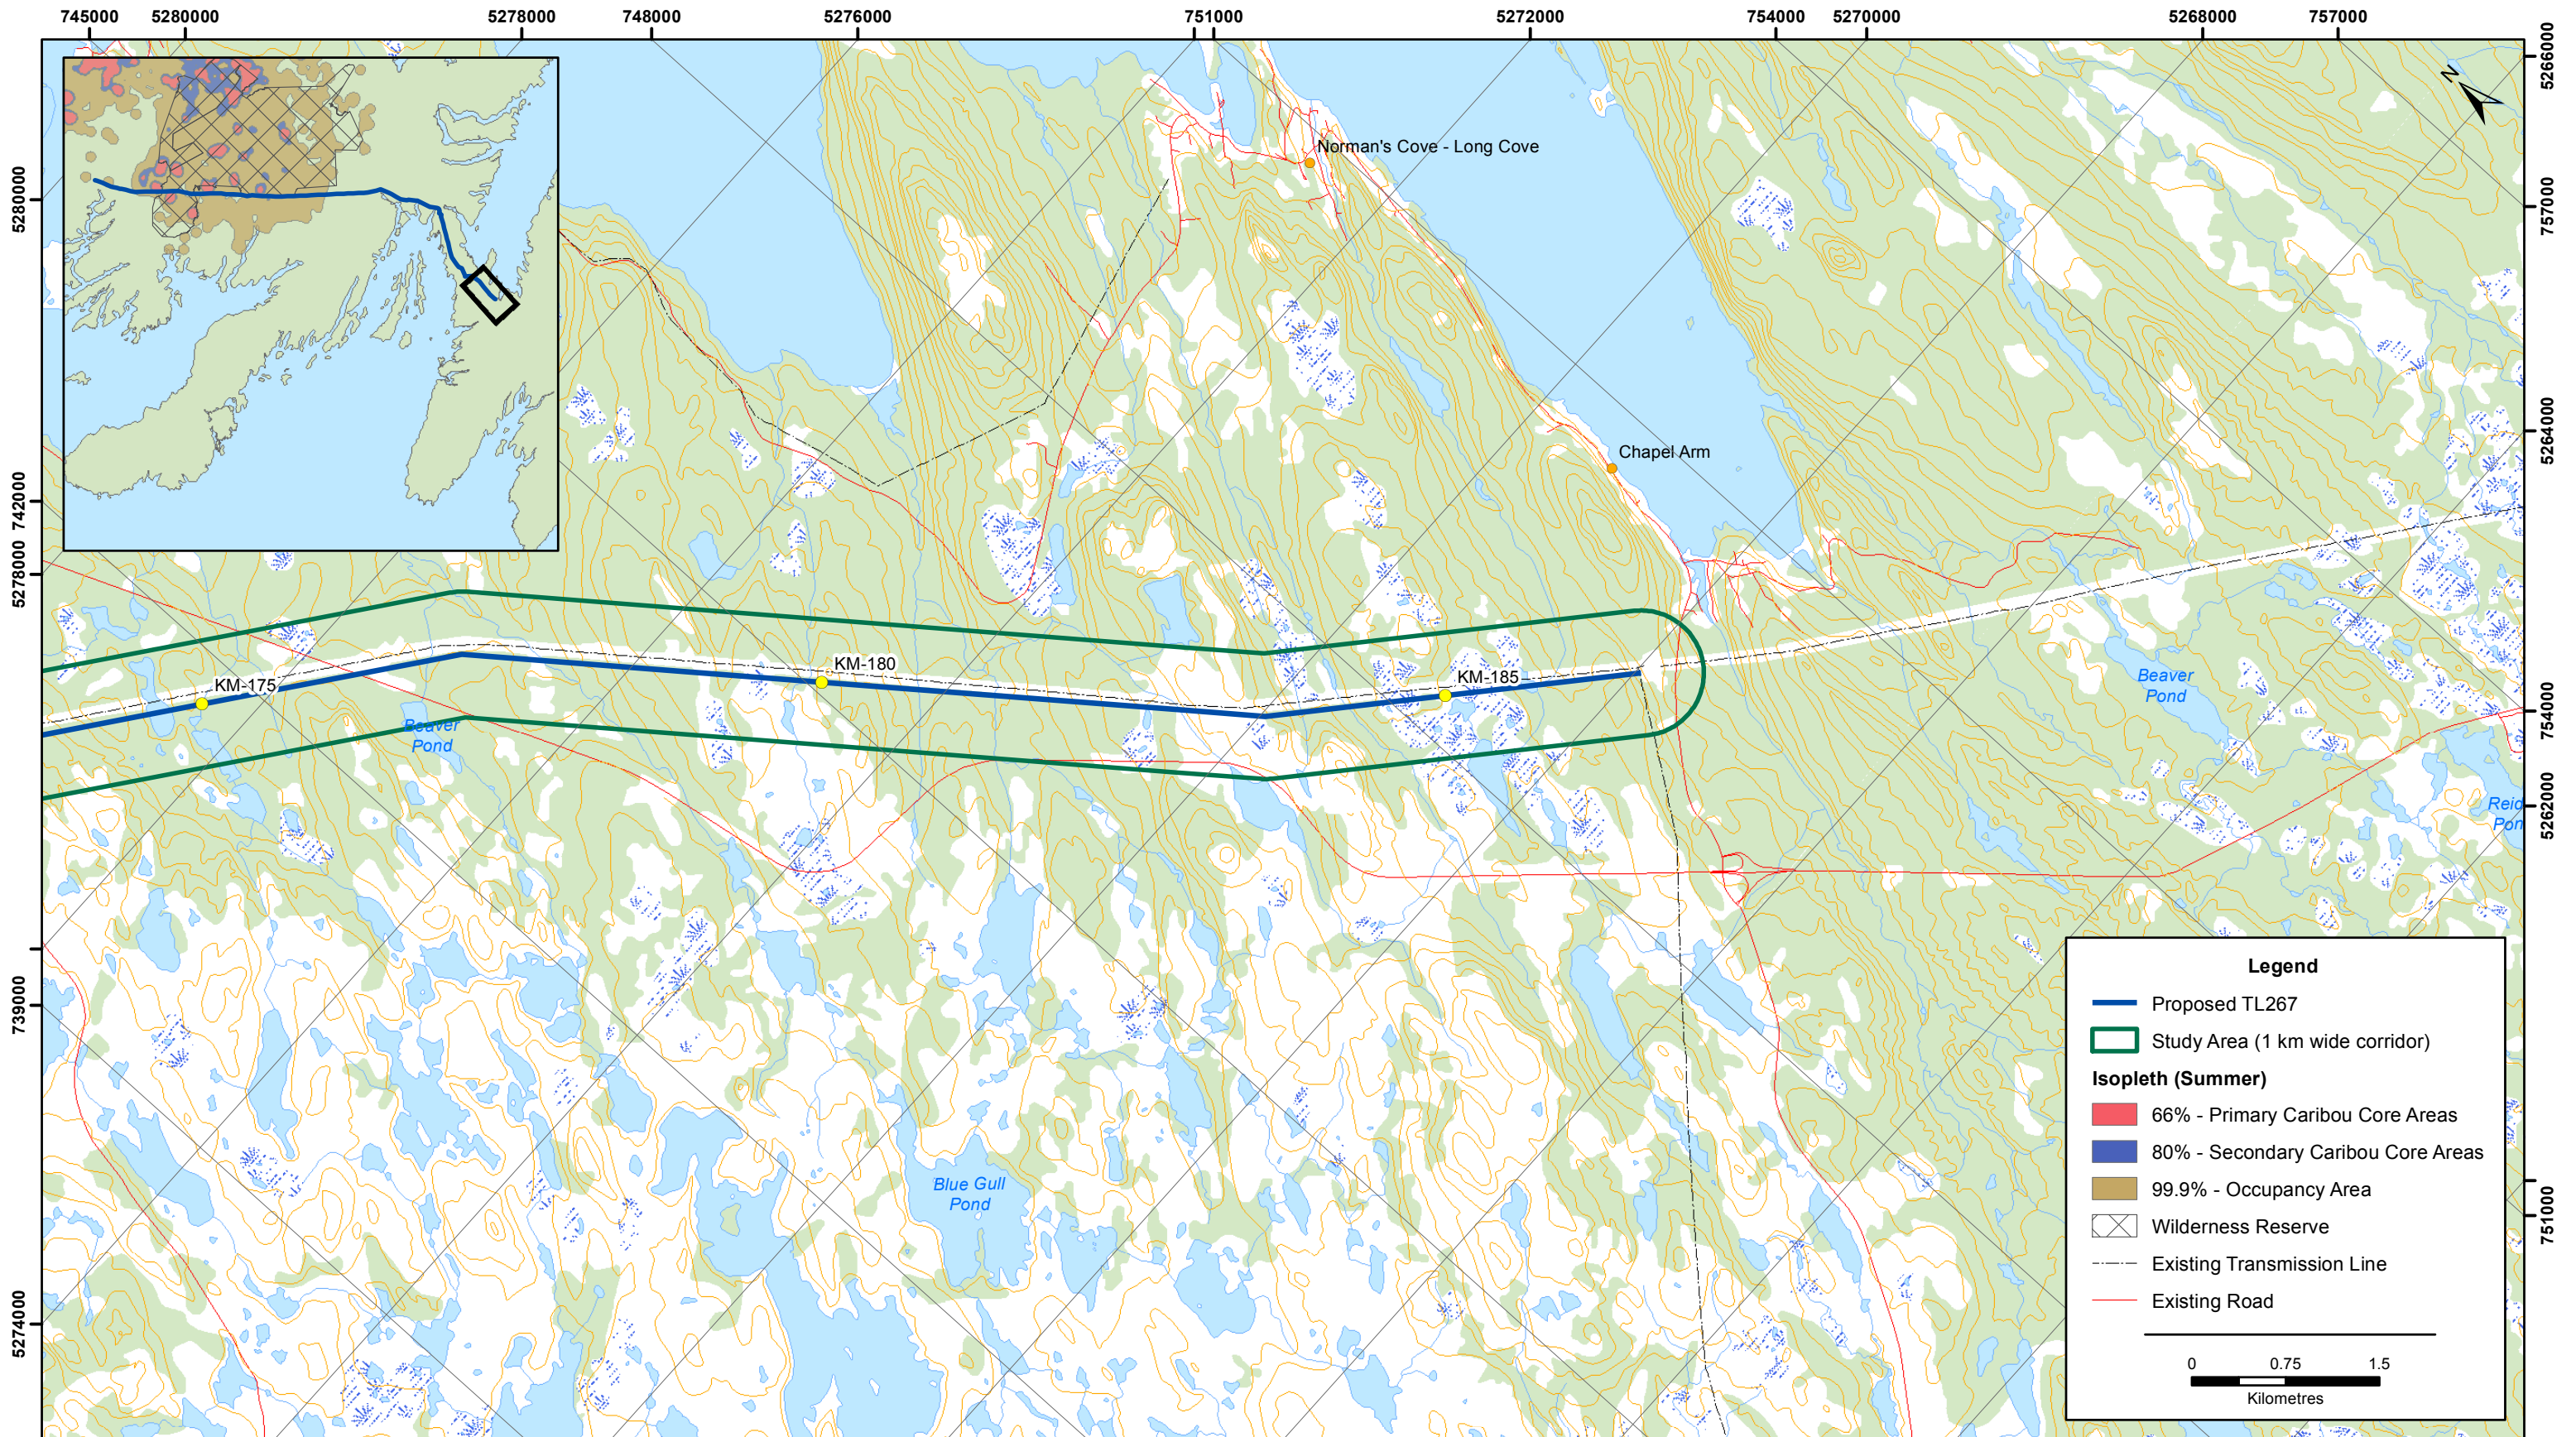 745000 5280000 5278000 748000 5276000 751000 5272000 754000 5270000 5268000 757000
5266000
N
5280000
757000
Norman's Cove - Long Cove
5264000
Chapel Arm
742000
5278000
KM-180
KM-185
KM-175
Beaver
Pond
Beaver
Pond
754000
5262000
Reid
Pon
739000
Blue Gull
Pond
751000
5274000
Legend
Proposed TL267
Study Area (1 km wide corridor)
Isopleth (Summer)
66% - Primary Caribou Core Areas
80% - Secondary Caribou Core Areas
99.9% - Occupancy Area
Wilderness Reserve
Existing Transmission Line
Existing Road
0 0.75 1.5
Kilometres